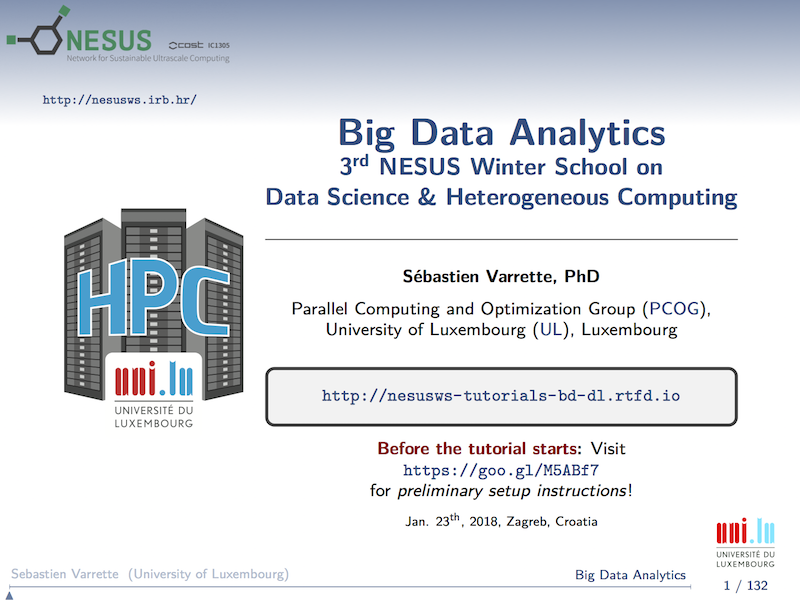 NESUS
cost IC1305
Network for Sustainable Ultrascale Computing
http://nesusws.irb.hr/
Big Data Analytics
3rd NESUS Winter School on
Data Science & Heterogeneous Computing
HPC
uni.lu
UNIVERSITÉ DU
LUXEMBOURG
Sébastien Varrette, PhD
Parallel Computing and Optimization Group (PCOG),
University of Luxembourg (UL), Luxembourg
http://nesusws-tutorials-bd-dl.rtfd.io
Before the tutorial starts: Visit
https://goo.gl/M5ABf7
for preliminary setup instructions!
Jan. 23th, 2018, Zagreb, Croatia
uni.lu
UNIVERSITÉ DU
LUXEMBOURG
Sebastien Varrette (University of Luxembourg)
Big Data Analytics
1 / 132